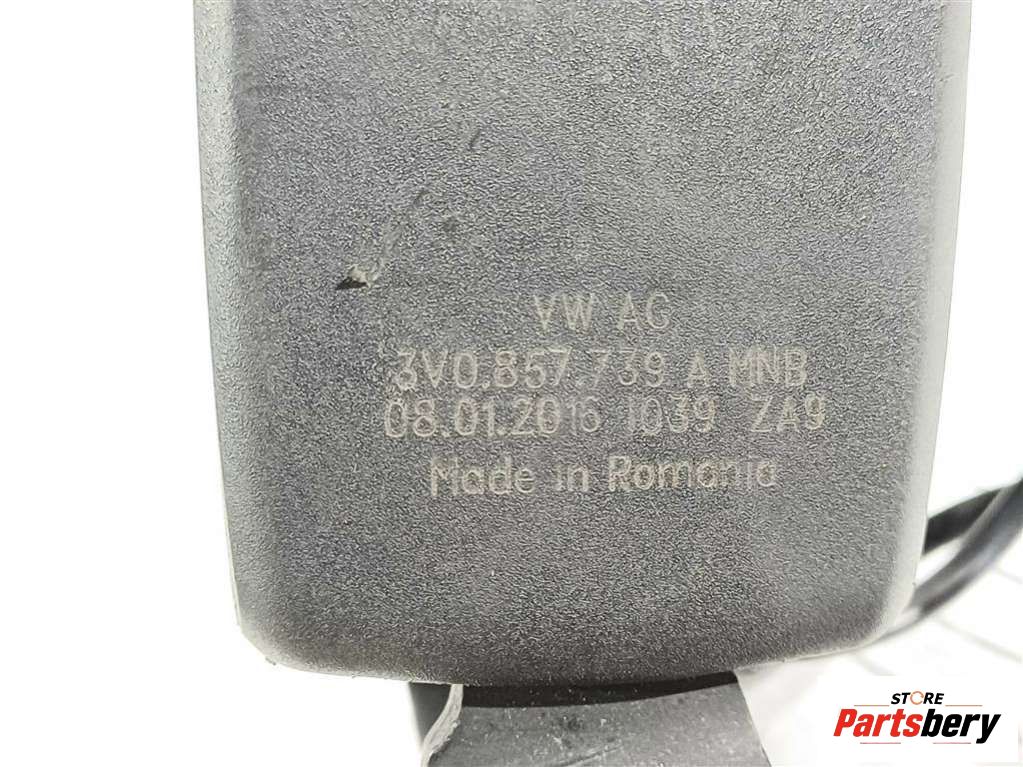 VW AG
3V0.857.739 A MNB
08.01.2016 1039 ZA9
Made in Romania
STORE
Partsbery